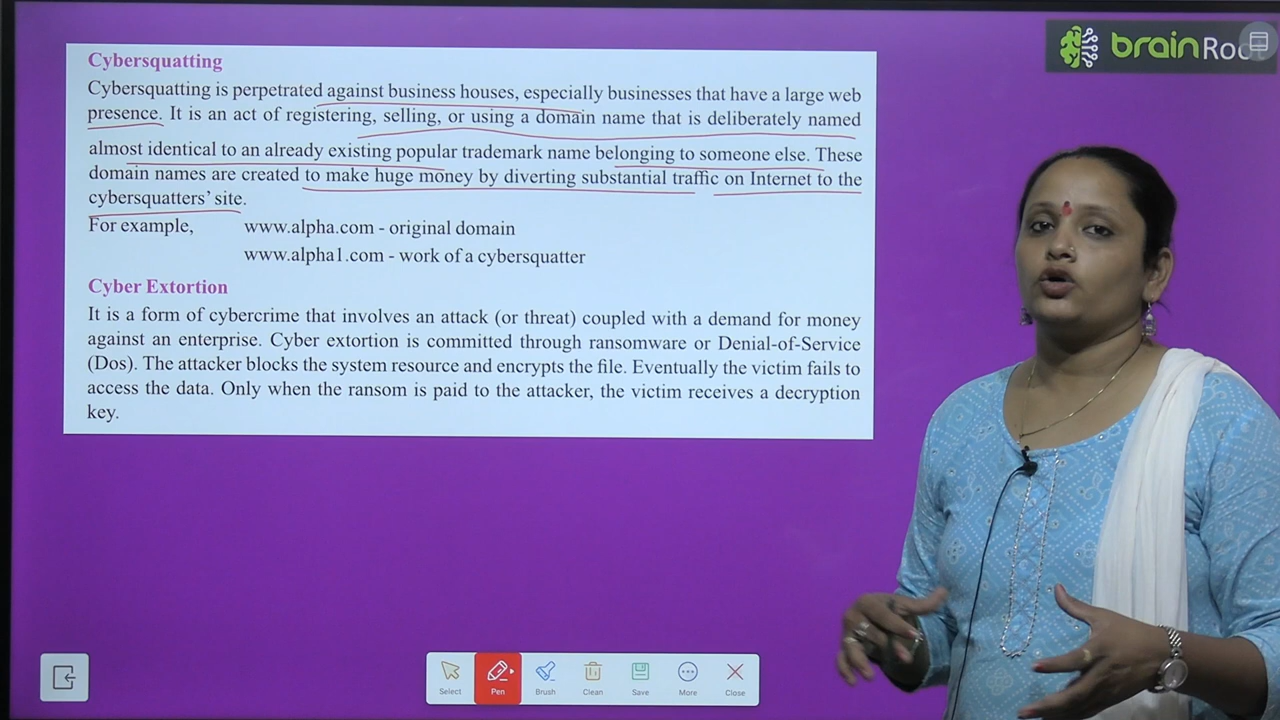 brainRoot
Cybersquatting
Cybersquatting is perpetrated against business houses, especially businesses that have a large web
presence. It is an act of registering, selling, or using a domain name that is deliberately named
almost identical to an already existing popular trademark name belonging to someone else. These
domain names are created to make huge money by diverting substantial traffic on Internet to the
cybersquatters’ site.
For example, www.alpha.com - original domain
www.alpha1.com - work of a cybersquatter
Cyber Extortion
It is a form of cybercrime that involves an attack (or threat) coupled with a demand for money
against an enterprise. Cyber extortion is committed through ransomware or Denial-of-Service
(Dos). The attacker blocks the system resource and encrypts the file. Eventually the victim fails to
access the data. Only when the ransom is paid to the attacker, the victim receives a decryption
key.
Select Pen Brush Clean Save More Close